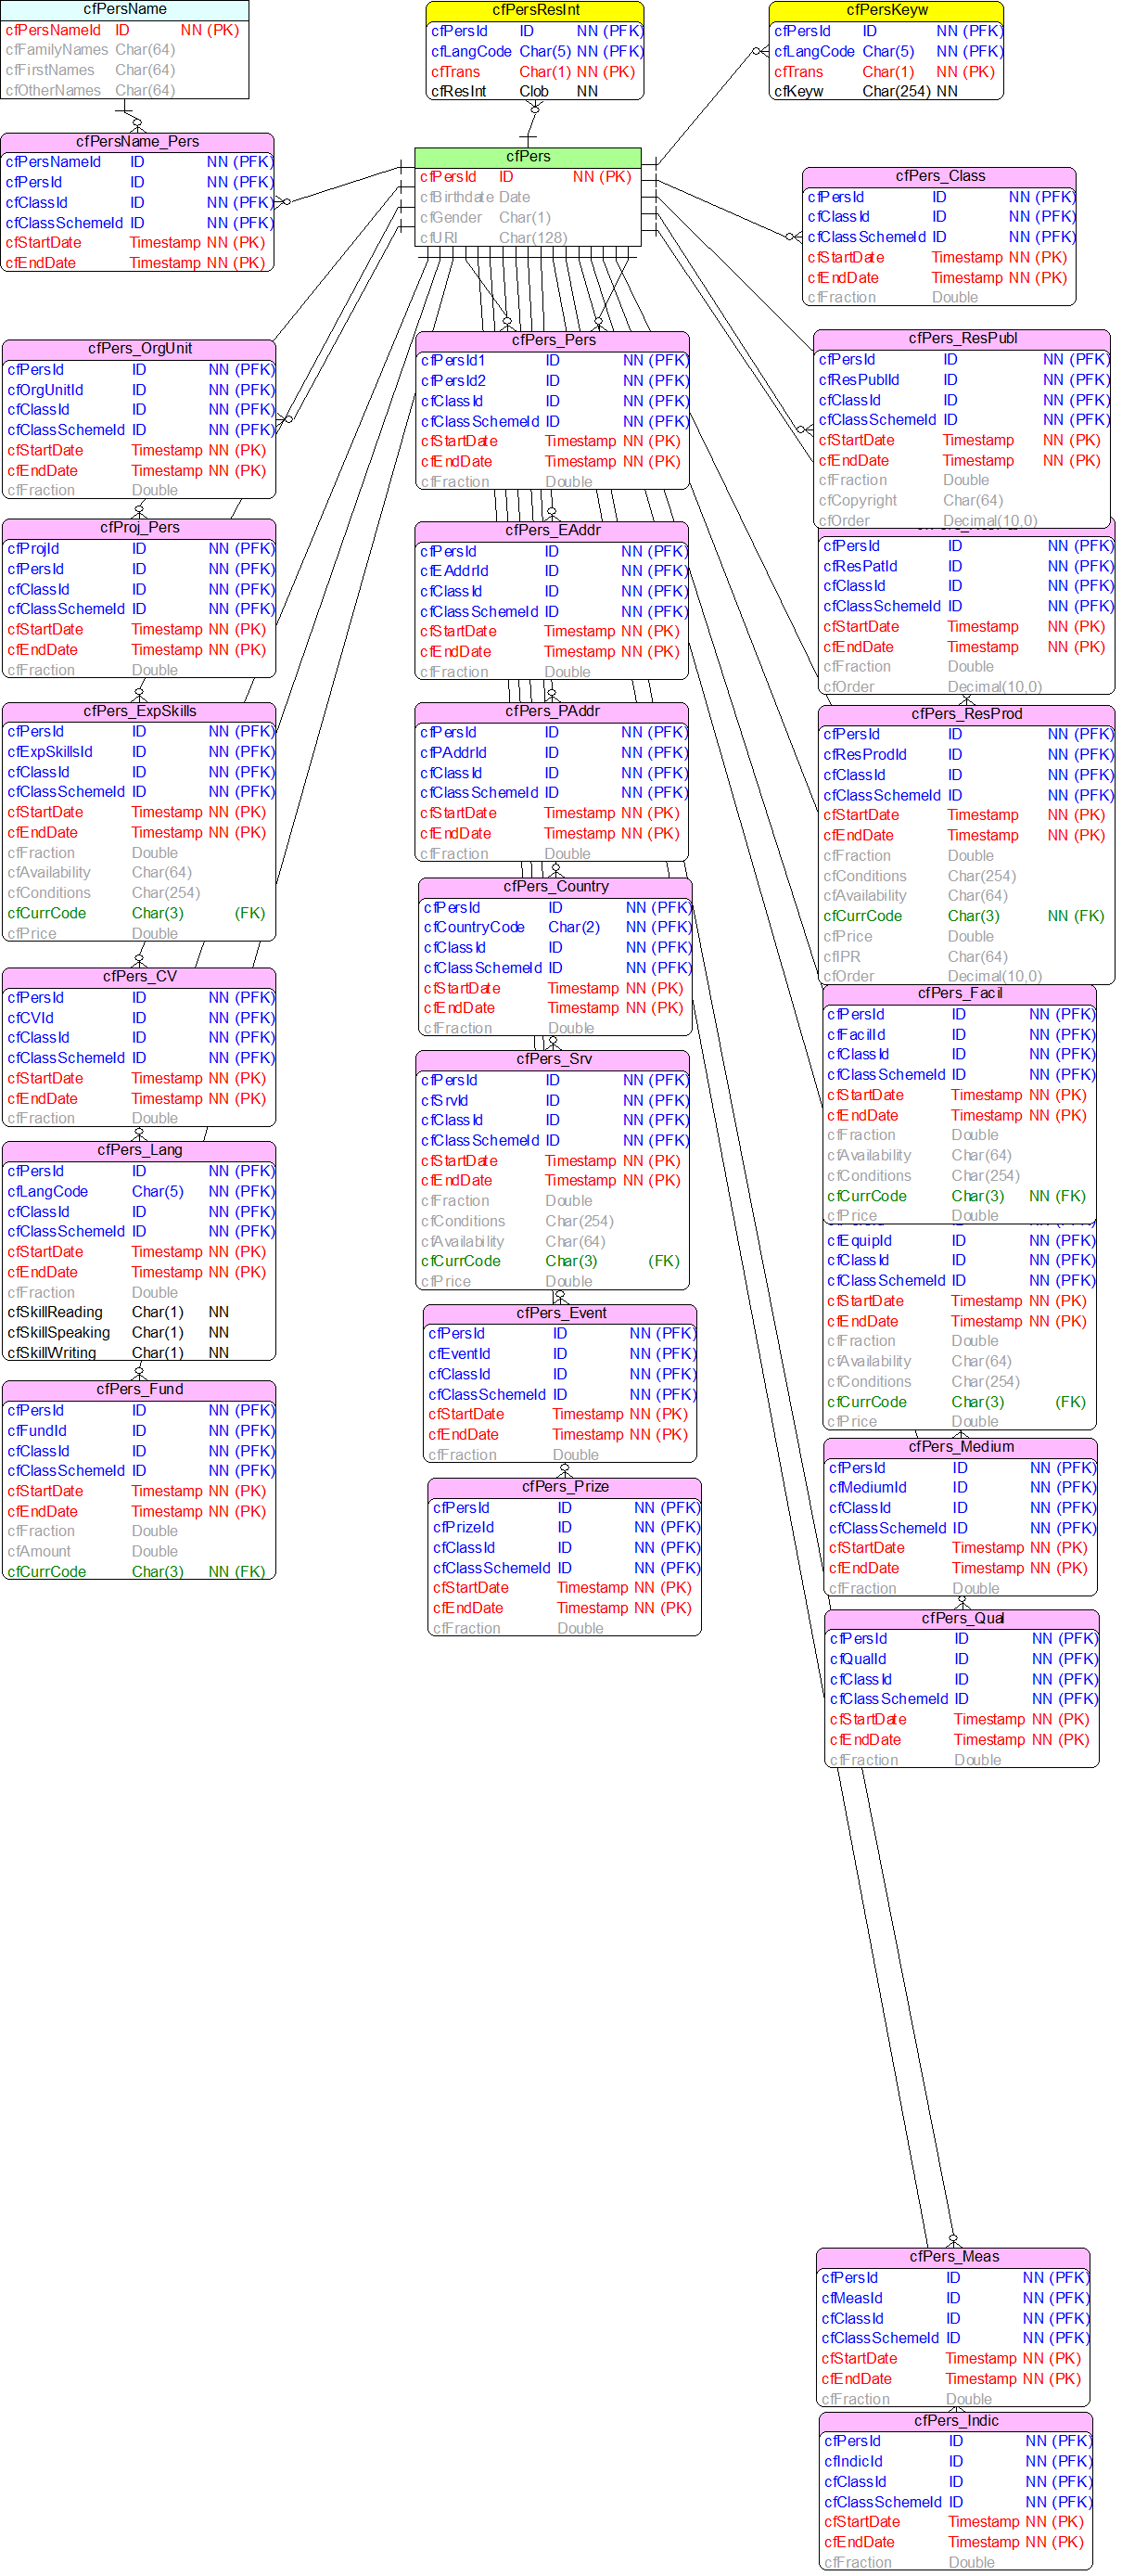 cfPersName
cfPersNameId ID NN (PK)
cfFamilyNames Char(64)
cfFirstNames Char(64)
cfOtherNames Char(64)
cfPersResInt
cfPersId ID NN (PFK)
cfLangCode Char(5) NN (PFK)
cfTrans Char(1) NN (PK)
cfResInt Clob NN
cfPersKeyw
cfPersId ID NN (PFK)
cfLangCode Char(5) NN (PFK)
cfTrans Char(1) NN (PK)
cfKeyw Char(254) NN
cfPersName_Pers
cfPersNameId ID NN (PFK)
cfPersId ID NN (PFK)
cfClassId ID NN (PFK)
cfClassSchemeId ID NN (PFK)
cfStartDate Timestamp NN (PK)
cfEndDate Timestamp NN (PK)
cfPers
cfPersId ID NN (PK)
cfBirthdate Date
cfGender Char(1)
cfURI Char(128)
cfPers_Class
cfPersId ID NN (PFK)
cfClassId ID NN (PFK)
cfClassSchemeId ID NN (PFK)
cfStartDate Timestamp NN (PK)
cfEndDate Timestamp NN (PK)
cfFraction Double
cfPers_OrgUnit
cfPersId ID NN (PFK)
cfOrgUnitId ID NN (PFK)
cfClassId ID NN (PFK)
cfClassSchemeId ID NN (PFK)
cfStartDate Timestamp NN (PK)
cfEndDate Timestamp NN (PK)
cfFraction Double
cfProj_Pers
cfProjId ID NN (PFK)
cfPersId ID NN (PFK)
cfClassId ID NN (PFK)
cfClassSchemeId ID NN (PFK)
cfStartDate Timestamp NN (PK)
cfEndDate Timestamp NN (PK)
cfFraction Double
cfPers_ExpSkills
cfPersId ID NN (PFK)
cfExpSkillsId ID NN (PFK)
cfClassId ID NN (PFK)
cfClassSchemeId ID NN (PFK)
cfStartDate Timestamp NN (PK)
cfEndDate Timestamp NN (PK)
cfFraction Double
cfAvailability Char(64)
cfConditions Char(254)
cfCurrCode Char(3) (FK)
cfPrice Double
cfPers_CV
cfPersId ID NN (PFK)
cfCVId ID NN (PFK)
cfClassId ID NN (PFK)
cfClassSchemeId ID NN (PFK)
cfStartDate Timestamp NN (PK)
cfEndDate Timestamp NN (PK)
cfFraction Double
cfPers_Lang
cfPersId ID NN (PFK)
cfLangCode Char(5) NN (PFK)
cfClassId ID NN (PFK)
cfClassSchemeId ID NN (PFK)
cfStartDate Timestamp NN (PK)
cfEndDate Timestamp NN (PK)
cfFraction Double
cfSkillReading Char(1) NN
cfSkillSpeaking Char(1) NN
cfSkillWriting Char(1) NN
cfPers_Fund
cfPersId ID NN (PFK)
cfFundId ID NN (PFK)
cfClassId ID NN (PFK)
cfClassSchemeId ID NN (PFK)
cfStartDate Timestamp NN (PK)
cfEndDate Timestamp NN (PK)
cfFraction Double
cfAmount Double
cfCurrCode Char(3) NN (FK)
cfPers_Pers
cfPersId1 ID NN (PFK)
cfPersId2 ID NN (PFK)
cfClassId ID NN (PFK)
cfClassSchemeId ID NN (PFK)
cfStartDate Timestamp NN (PK)
cfEndDate Timestamp NN (PK)
cfFraction Double
cfPers_EAddr
cfPersId ID NN (PFK)
cfEAddrId ID NN (PFK)
cfClassId ID NN (PFK)
cfClassSchemeId ID NN (PFK)
cfStartDate Timestamp NN (PK)
cfEndDate Timestamp NN (PK)
cfFraction Double
cfPers_PAddr
cfPersId ID NN (PFK)
cfPAddrId ID NN (PFK)
cfClassId ID NN (PFK)
cfClassSchemeId ID NN (PFK)
cfStartDate Timestamp NN (PK)
cfEndDate Timestamp NN (PK)
cfFraction Double
cfPers_Country
cfPersId ID NN (PFK)
cfCountryCode Char(2) NN (PFK)
cfClassId ID NN (PFK)
cfClassSchemeId ID NN (PFK)
cfStartDate Timestamp NN (PK)
cfEndDate Timestamp NN (PK)
cfFraction Double
cfPers_Srv
cfPersId ID NN (PFK)
cfSrvId ID NN (PFK)
cfClassId ID NN (PFK)
cfClassSchemeId ID NN (PFK)
cfStartDate Timestamp NN (PK)
cfEndDate Timestamp NN (PK)
cfFraction Double
cfConditions Char(254)
cfAvailability Char(64)
cfCurrCode Char(3) (FK)
cfPrice Double
cfPers_Event
cfPersId ID NN (PFK)
cfEventId ID NN (PFK)
cfClassId ID NN (PFK)
cfClassSchemeId ID NN (PFK)
cfStartDate Timestamp NN (PK)
cfEndDate Timestamp NN (PK)
cfFraction Double
cfPers_Prize
cfPersId ID NN (PFK)
cfPrizeId ID NN (PFK)
cfClassId ID NN (PFK)
cfClassSchemeId ID NN (PFK)
cfStartDate Timestamp NN (PK)
cfEndDate Timestamp NN (PK)
cfFraction Double
cfPers_ResPubl
cfPersId ID NN (PFK)
cfResPublId ID NN (PFK)
cfClassId ID NN (PFK)
cfClassSchemeId ID NN (PFK)
cfStartDate Timestamp NN (PK)
cfEndDate Timestamp NN (PK)
cfFraction Double
cfCopyright Char(64)
cfOrder Decimal(10,0)
cfPersId ID NN (PFK)
cfResPatId ID NN (PFK)
cfClassId ID NN (PFK)
cfClassSchemeId ID NN (PFK)
cfStartDate Timestamp NN (PK)
cfEndDate Timestamp NN (PK)
cfFraction Double
cfOrder Decimal(10,0)
cfPers_ResProd
cfPersId ID NN (PFK)
cfResProdId ID NN (PFK)
cfClassId ID NN (PFK)
cfClassSchemeId ID NN (PFK)
cfStartDate Timestamp NN (PK)
cfEndDate Timestamp NN (PK)
cfFraction Double
cfConditions Char(254)
cfAvailability Char(64)
cfCurrCode Char(3) NN (FK)
cfPrice Double
cfIPR Char(64)
cfOrder Decimal(10,0)
cfPers_Facil
cfPersId ID NN (PFK)
cfFacilId ID NN (PFK)
cfClassId ID NN (PFK)
cfClassSchemeId ID NN (PFK)
cfStartDate Timestamp NN (PK)
cfEndDate Timestamp NN (PK)
cfFraction Double
cfAvailability Char(64)
cfConditions Char(254)
cfCurrCode Char(3) NN (FK)
cfPrice Double
cfEquipId ID NN (PFK)
cfClassId ID NN (PFK)
cfClassSchemeId ID NN (PFK)
cfStartDate Timestamp NN (PK)
cfEndDate Timestamp NN (PK)
cfFraction Double
cfAvailability Char(64)
cfConditions Char(254)
cfCurrCode Char(3) (FK)
cfPrice Double
cfPers_Medium
cfPersId ID NN (PFK)
cfMediumId ID NN (PFK)
cfClassId ID NN (PFK)
cfClassSchemeId ID NN (PFK)
cfStartDate Timestamp NN (PK)
cfEndDate Timestamp NN (PK)
cfFraction Double
cfPers_Qual
cfPersId ID NN (PFK)
cfQualId ID NN (PFK)
cfClassId ID NN (PFK)
cfClassSchemeId ID NN (PFK)
cfStartDate Timestamp NN (PK)
cfEndDate Timestamp NN (PK)
cfFraction Double
cfPers_Meas
cfPersId ID NN (PFK)
cfMeasId ID NN (PFK)
cfClassId ID NN (PFK)
cfClassSchemeId ID NN (PFK)
cfStartDate Timestamp NN (PK)
cfEndDate Timestamp NN (PK)
cfFraction Double
cfPers_Indic
cfPersId ID NN (PFK)
cfIndicId ID NN (PFK)
cfClassId ID NN (PFK)
cfClassSchemeId ID NN (PFK)
cfStartDate Timestamp NN (PK)
cfEndDate Timestamp NN (PK)
cfFraction Double